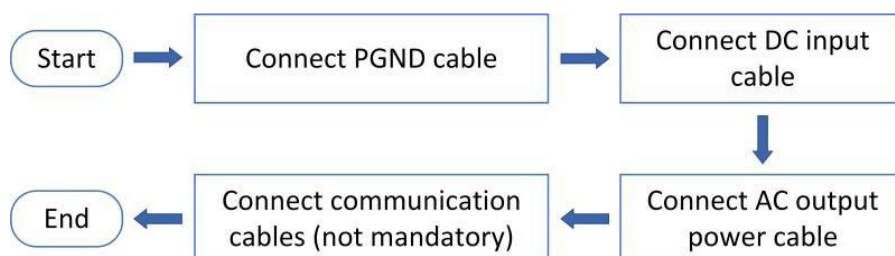 Start
Connect PGND cable
Connect DC input
cable
Connect AC output
power cable
Connect communication
cables (not mandatory)
End